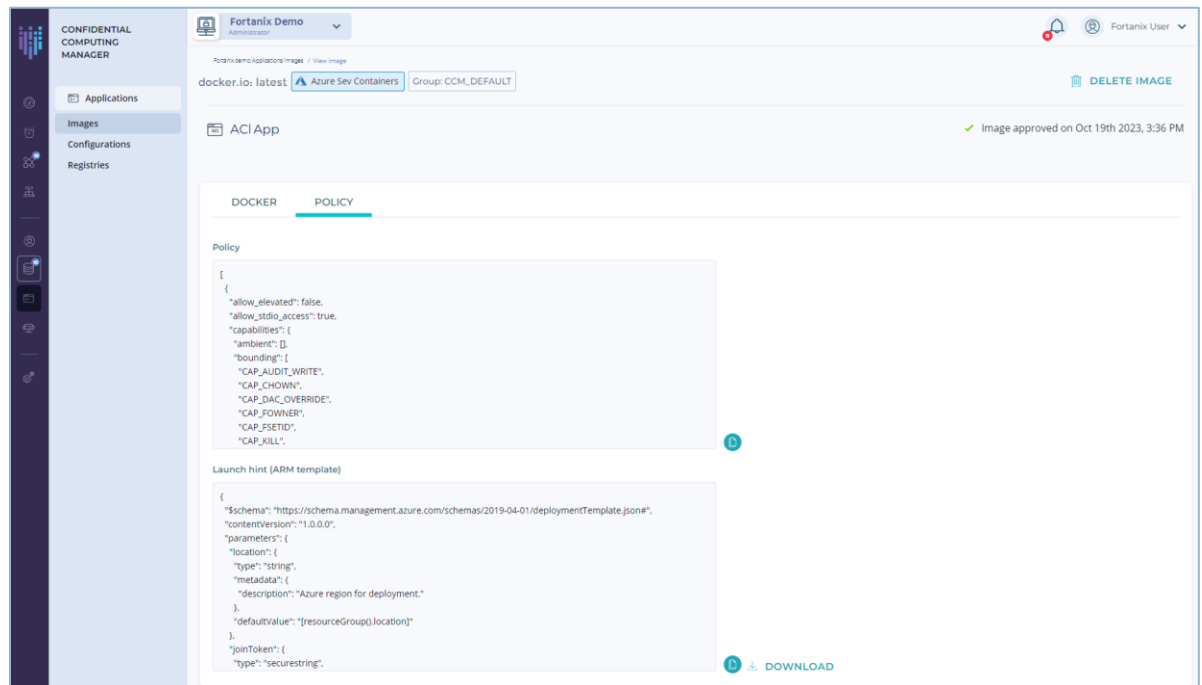 CONFIDENTIAL
COMPUTING
MANAGER
Fortanix Demo
Administrator
Fortanix User
Fortanix demo/Applications/Images / View image
docker.io: latest Azure Sev Containers Group: CCM_DEFAULT
DELETE IMAGE
Applications
Images
Configurations
Registries
ACI App
Image approved on Oct 19th 2023, 3:36 PM
DOCKER POLICY
Policy
[
{
"allow_elevated": false,
"allow_stdio_access": true,
"capabilities": {
"ambient": [],
"bounding": [
"CAP_AUDIT_WRITE",
"CAP_CHOWN",
"CAP_DAC_OVERRIDE",
"CAP_FOWNER",
"CAP_FSETID",
"CAP_KILL",
Launch hint (ARM template)
{
"$schema": "https://schema.management.azure.com/schemas/2019-04-01/deploymentTemplate.json#",
"contentVersion": "1.0.0.0",
"parameters": {
"location": {
"type": "string",
"metadata": {
"description": "Azure region for deployment."
},
"defaultValue": "[resourceGroup().location]"
},
"joinToken": {
"type": "securestring",
DOWNLOAD